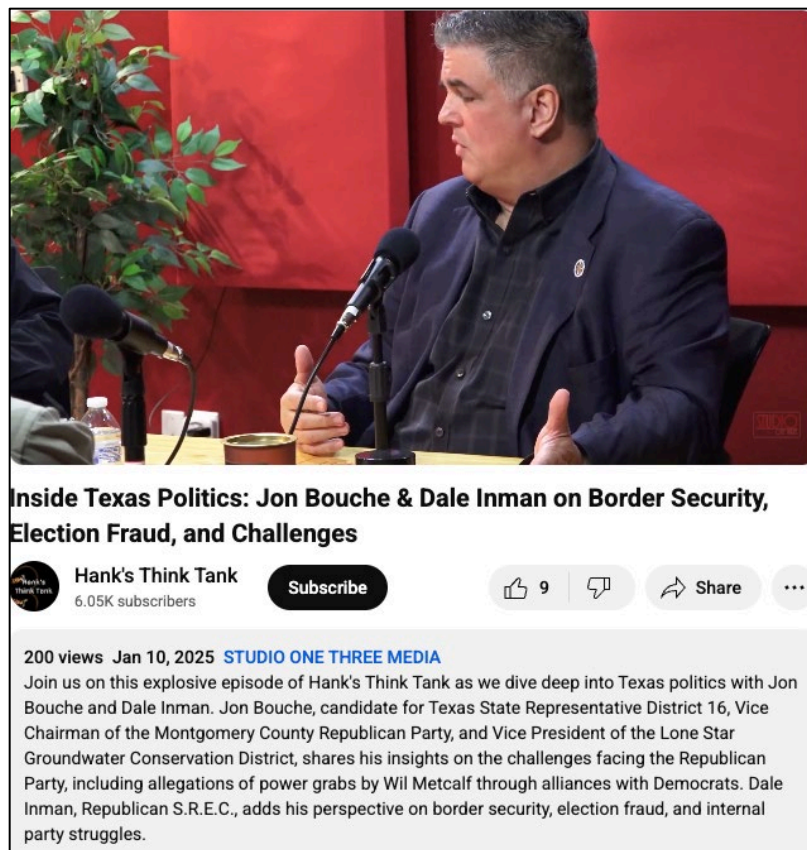 STUDIO
Inside Texas Politics: Jon Bouche & Dale Inman on Border Security,
Election Fraud, and Challenges
Hank's
Think Tank
Hank's Think Tank
6.05K subscribers
Subscribe
9
Share
200 views Jan 10, 2025 STUDIO ONE THREE MEDIA
Join us on this explosive episode of Hank's Think Tank as we dive deep into Texas politics with Jon
Bouche and Dale Inman. Jon Bouche, candidate for Texas State Representative District 16, Vice
Chairman of the Montgomery County Republican Party, and Vice President of the Lone Star
Groundwater Conservation District, shares his insights on the challenges facing the Republican
Party, including allegations of power grabs by Wil Metcalf through alliances with Democrats. Dale
Inman, Republican S.R.E.C., adds his perspective on border security, election fraud, and internal
party struggles.